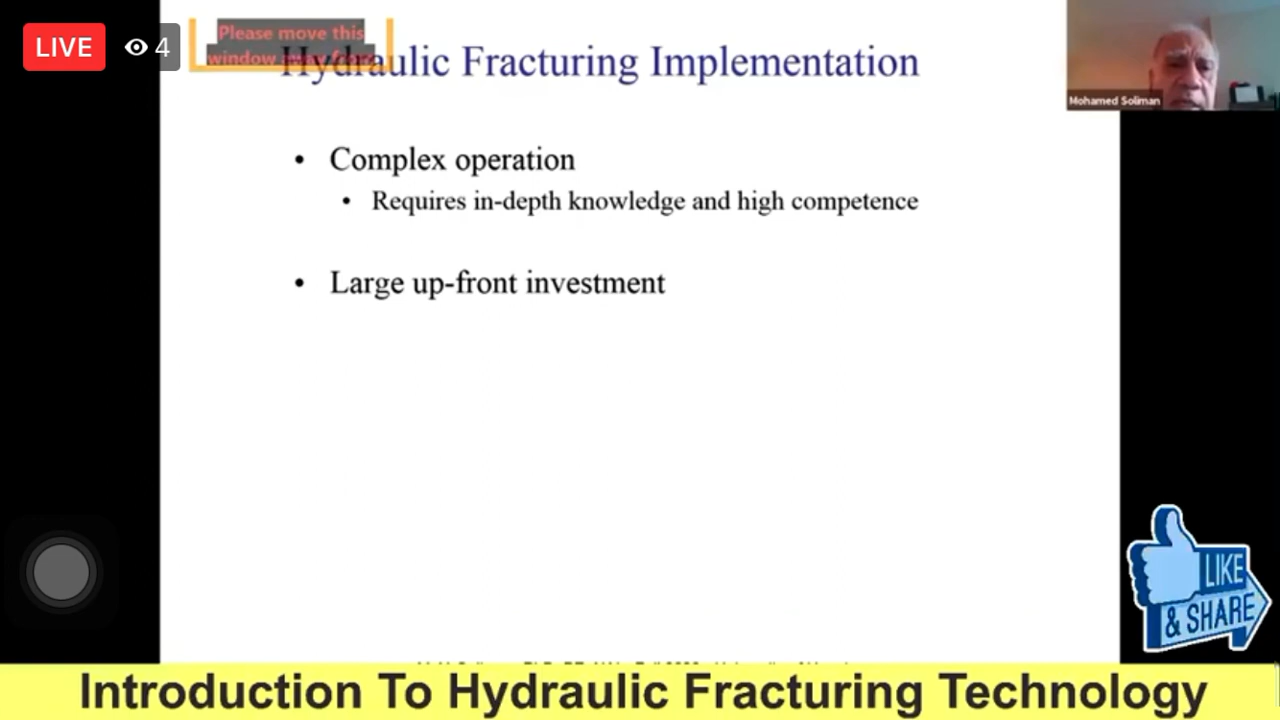 LIVE
4
Please move this
window
Hydraulic Fracturing Implementation
Mohamed Soliman
• Complex operation
• Requires in-depth knowledge and high competence
• Large up-front investment
LIKE
& SHARE
Introduction To Hydraulic Fracturing Technology